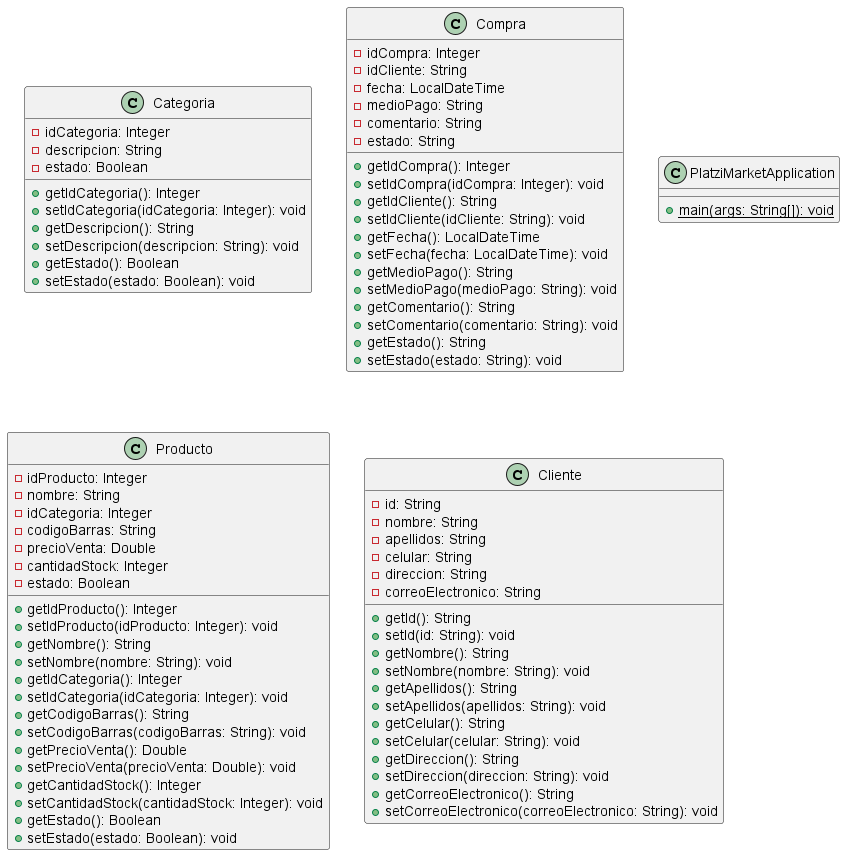 C Categoria
idCategoria: Integer
descripcion: String
estado: Boolean
getIdCategoria(): Integer
setIdCategoria(idCategoria: Integer): void
getDescripcion(): String
setDescripcion(descripcion: String): void
getEstado(): Boolean
setEstado(estado: Boolean): void
C Compra
idCompra: Integer
idCliente: String
fecha: LocalDateTime
medioPago: String
comentario: String
estado: String
getIdCompra(): Integer
setIdCompra(idCompra: Integer): void
getIdCliente(): String
setIdCliente(idCliente: String): void
getFecha(): LocalDateTime
setFecha(fecha: LocalDateTime): void
getMedioPago(): String
setMedioPago(medioPago: String): void
getComentario(): String
setComentario(comentario: String): void
getEstado(): String
setEstado(estado: String): void
C PlatziMarketApplication
main(args: String[]): void
C Producto
idProducto: Integer
nombre: String
idCategoria: Integer
codigoBarras: String
precioVenta: Double
cantidadStock: Integer
estado: Boolean
getIdProducto(): Integer
setIdProducto(idProducto: Integer): void
getNombre(): String
setNombre(nombre: String): void
getIdCategoria(): Integer
setIdCategoria(idCategoria: Integer): void
getCodigoBarras(): String
setCodigoBarras(codigoBarras: String): void
getPrecioVenta(): Double
setPrecioVenta(precioVenta: Double): void
getCantidadStock(): Integer
setCantidadStock(cantidadStock: Integer): void
getEstado(): Boolean
setEstado(estado: Boolean): void
C Cliente
id: String
nombre: String
apellidos: String
celular: String
direccion: String
correoElectronico: String
getId(): String
setId(id: String): void
getNombre(): String
setNombre(nombre: String): void
getApellidos(): String
setApellidos(apellidos: String): void
getCelular(): String
setCelular(celular: String): void
getDireccion(): String
setDireccion(direccion: String): void
getCorreoElectronico(): String
setCorreoElectronico(correoElectronico: String): void